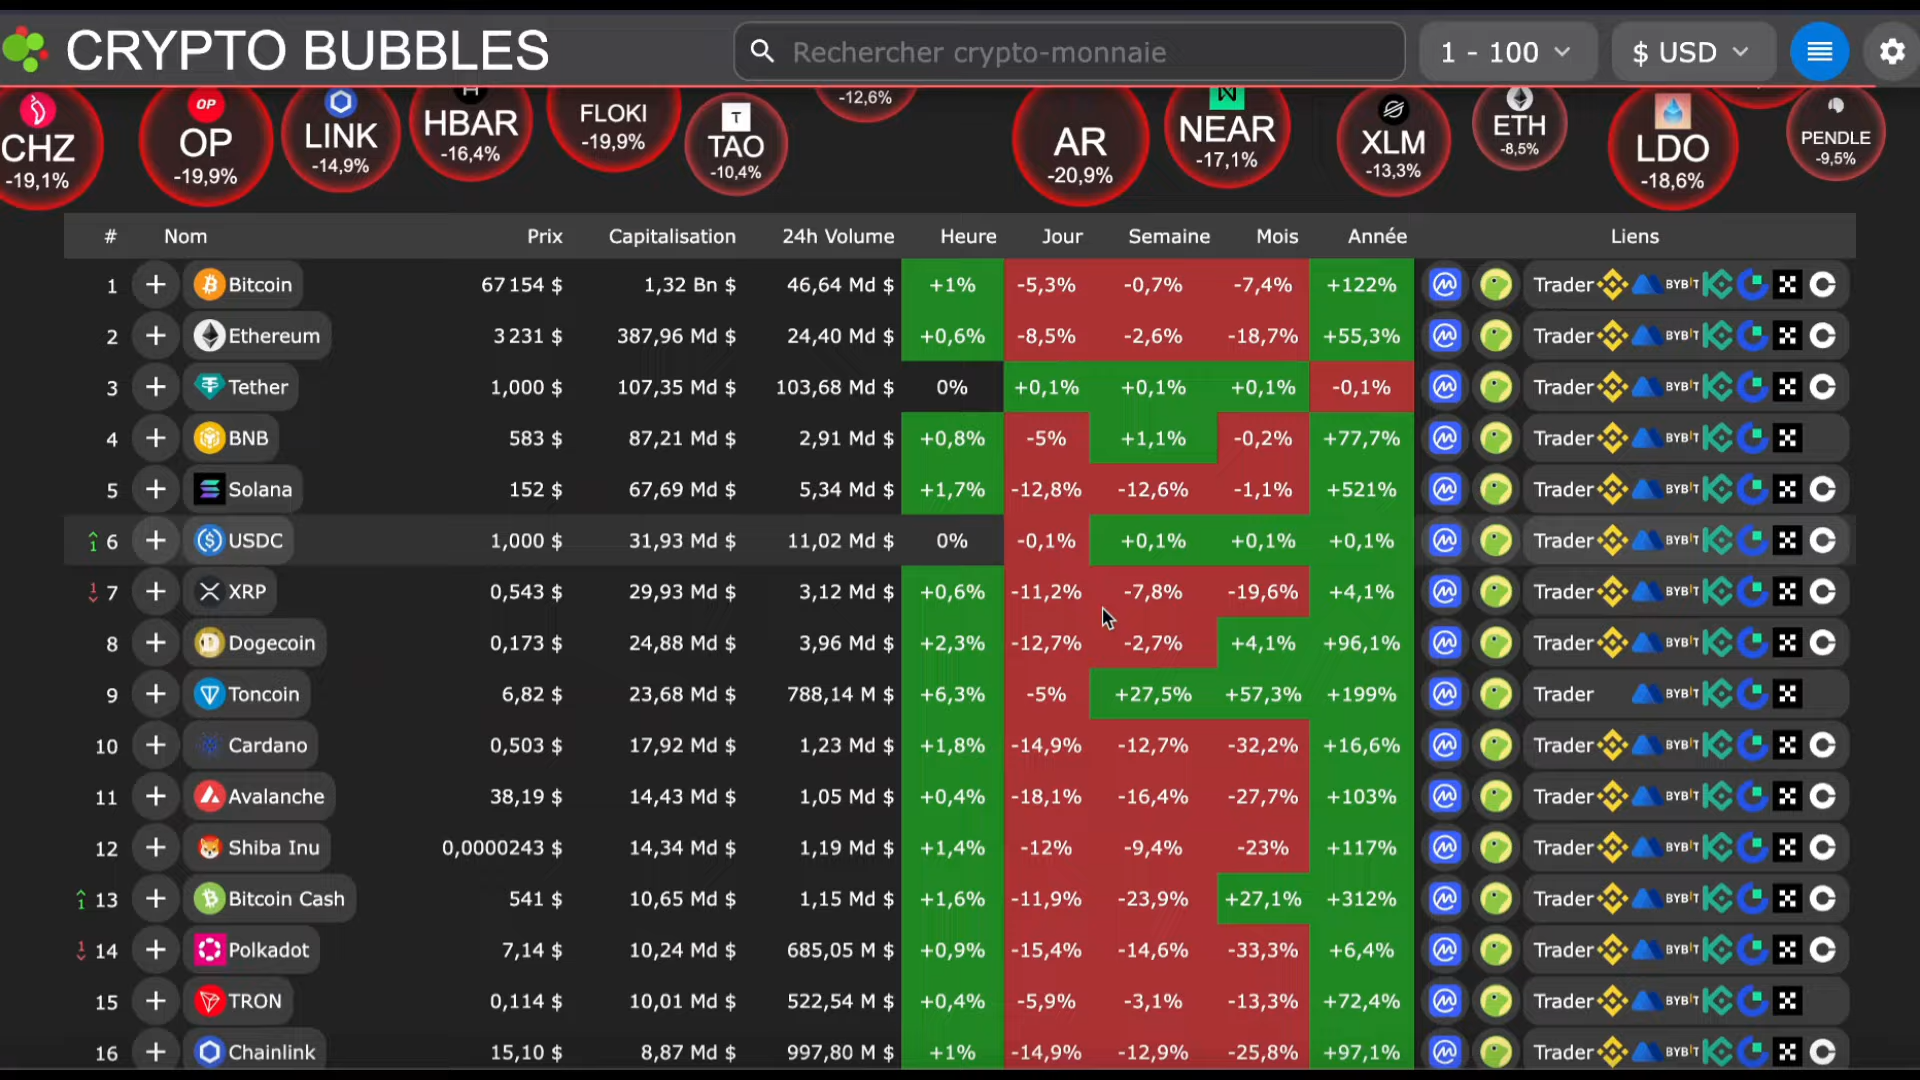 CRYPTO BUBBLES
Rechercher crypto-monnaie
1 - 100
$ USD
CHZ
-19,1%
OP
OP
-19,9%
LINK
-14,9%
HBAR
-16,4%
FLOKI
-19,9%
T
TAO
-10,4%
-12,6%
AR
-20,9%
NEAR
-17,1%
XLM
-13,3%
ETH
-8,5%
LDO
-18,6%
PENDLE
-9,5%
# Nom Prix Capitalisation 24h Volume Heure Jour Semaine Mois Année Liens
1 Bitcoin 67 154 $ 1,32 Bn $ 46,64 Md $ +1% -5,3% -0,7% -7,4% +122% Trader BYBIT
2 Ethereum 3 231 $ 387,96 Md $ 24,40 Md $ +0,6% -8,5% -2,6% -18,7% +55,3% Trader BYBIT
3 Tether 1,000 $ 107,35 Md $ 103,68 Md $ 0% +0,1% +0,1% +0,1% -0,1% Trader BYBIT
4 BNB 583 $ 87,21 Md $ 2,91 Md $ +0,8% -5% +1,1% -0,2% +77,7% Trader BYBIT
5 Solana 152 $ 67,69 Md $ 5,34 Md $ +1,7% -12,8% -12,6% -1,1% +521% Trader BYBIT
1 6 USDC 1,000 $ 31,93 Md $ 11,02 Md $ 0% -0,1% +0,1% +0,1% +0,1% Trader BYBIT
1 7 XRP 0,543 $ 29,93 Md $ 3,12 Md $ +0,6% -11,2% -7,8% -19,6% +4,1% Trader BYBIT
8 Dogecoin 0,173 $ 24,88 Md $ 3,96 Md $ +2,3% -12,7% -2,7% +4,1% +96,1% Trader BYBIT
9 Toncoin 6,82 $ 23,68 Md $ 788,14 M $ +6,3% -5% +27,5% +57,3% +199% Trader BYBIT
10 Cardano 0,503 $ 17,92 Md $ 1,23 Md $ +1,8% -14,9% -12,7% -32,2% +16,6% Trader BYBIT
11 Avalanche 38,19 $ 14,43 Md $ 1,05 Md $ +0,4% -18,1% -16,4% -27,7% +103% Trader BYBIT
12 Shiba Inu 0,0000243 $ 14,34 Md $ 1,19 Md $ +1,4% -12% -9,4% -23% +117% Trader BYBIT
1 13 Bitcoin Cash 541 $ 10,65 Md $ 1,15 Md $ +1,6% -11,9% -23,9% +27,1% +312% Trader BYBIT
1 14 Polkadot 7,14 $ 10,24 Md $ 685,05 M $ +0,9% -15,4% -14,6% -33,3% +6,4% Trader BYBIT
15 TRON 0,114 $ 10,01 Md $ 522,54 M $ +0,4% -5,9% -3,1% -13,3% +72,4% Trader BYBIT
16 Chainlink 15,10 $ 8,87 Md $ 997,80 M $ +1% -14,9% -12,9% -25,8% +97,1% Trader BYBIT